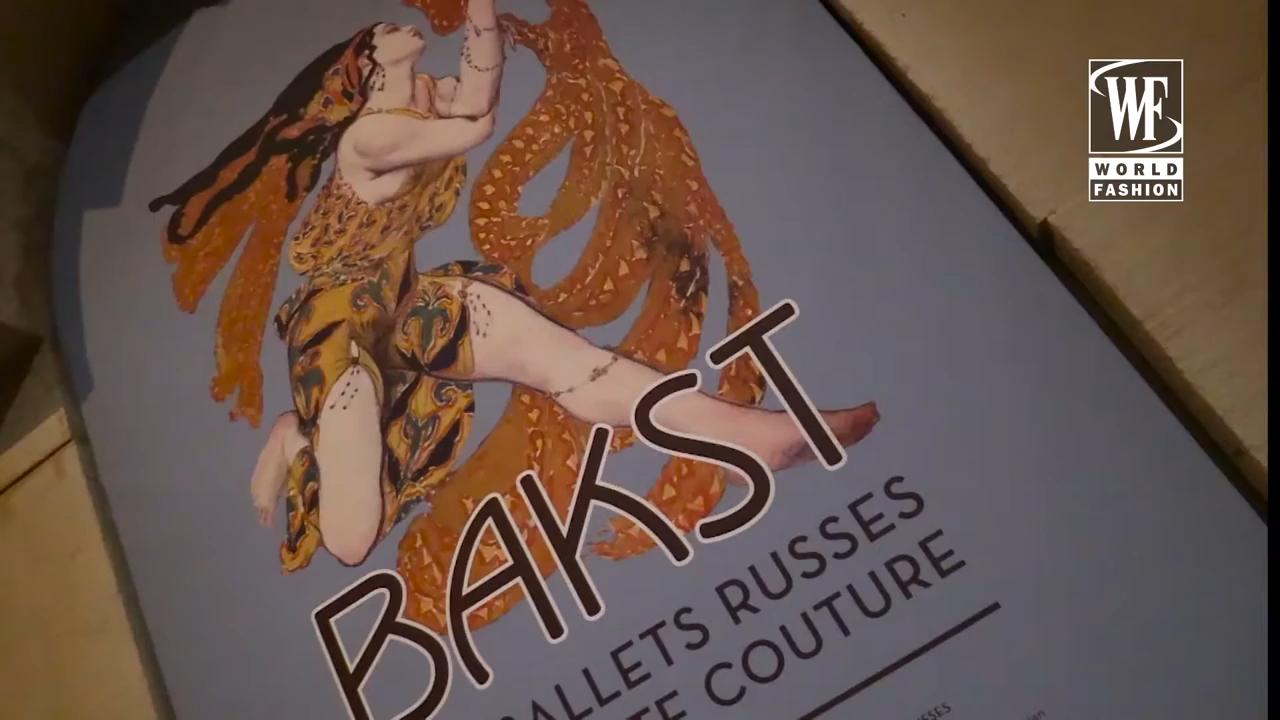 WF
WORLD
FASHION
BAKST
BALLETS RUSSES
COUTURE